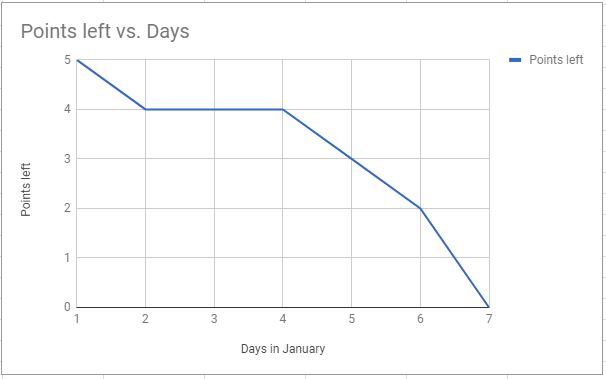 Points left vs. Days
Points left
5
4
3
2
1
0
Points left
1 2 3 4 5 6 7
Days in January